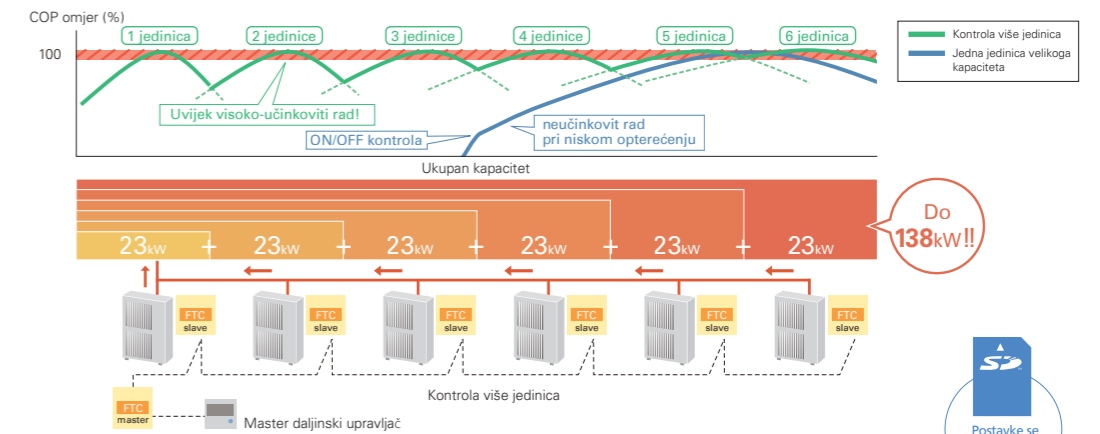 COP omjer (%)
100
1 jedinica
2 jedinice
3 jedinice
4 jedinice
5 jedinica
6 jedinica
Kontrola više jedinica
Jedna jedinica velikoga
kapaciteta
Uvijek visoko-učinkoviti rad!
ON/OFF kontrola
neučinkovit rad
pri niskom opterećenju
Ukupan kapacitet
23kW + 23kW + 23kW + 23kW + 23kW + 23kW
Do
138kW!!
FTC
slave
FTC
slave
FTC
slave
FTC
slave
FTC
slave
FTC
slave
Kontrola više jedinica
FTC
master
Master daljinski upravljač
SD
Postavke se